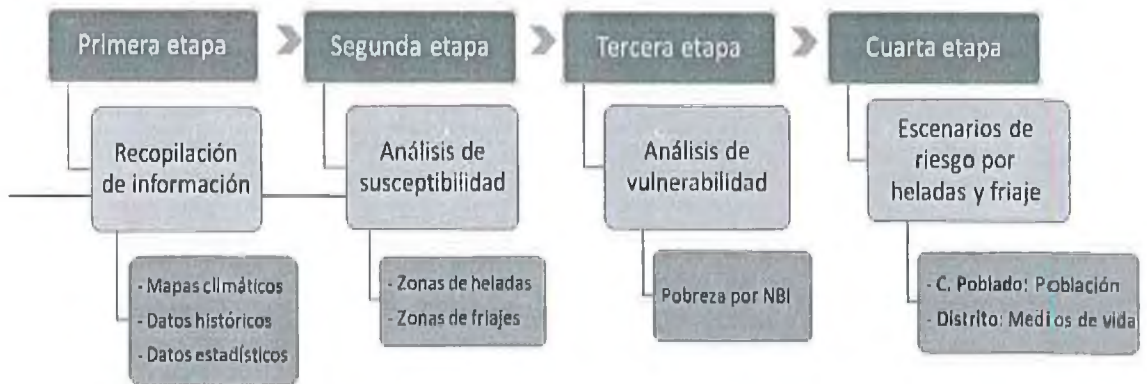 Primera etapa
Segunda etapa
Tercera etapa
Cuarta etapa
Recopilación
de información
Análisis de
susceptibilidad
Análisis de
vulnerabilidad
Escenarios de
riesgo por
heladas y friaje
- Mapas climáticos
- Datos históricos
- Datos estadísticos
- Zonas de heladas
- Zonas de friajes
Pobreza por NBI
- C. Poblado: Población
- Distrito: Medios de vida